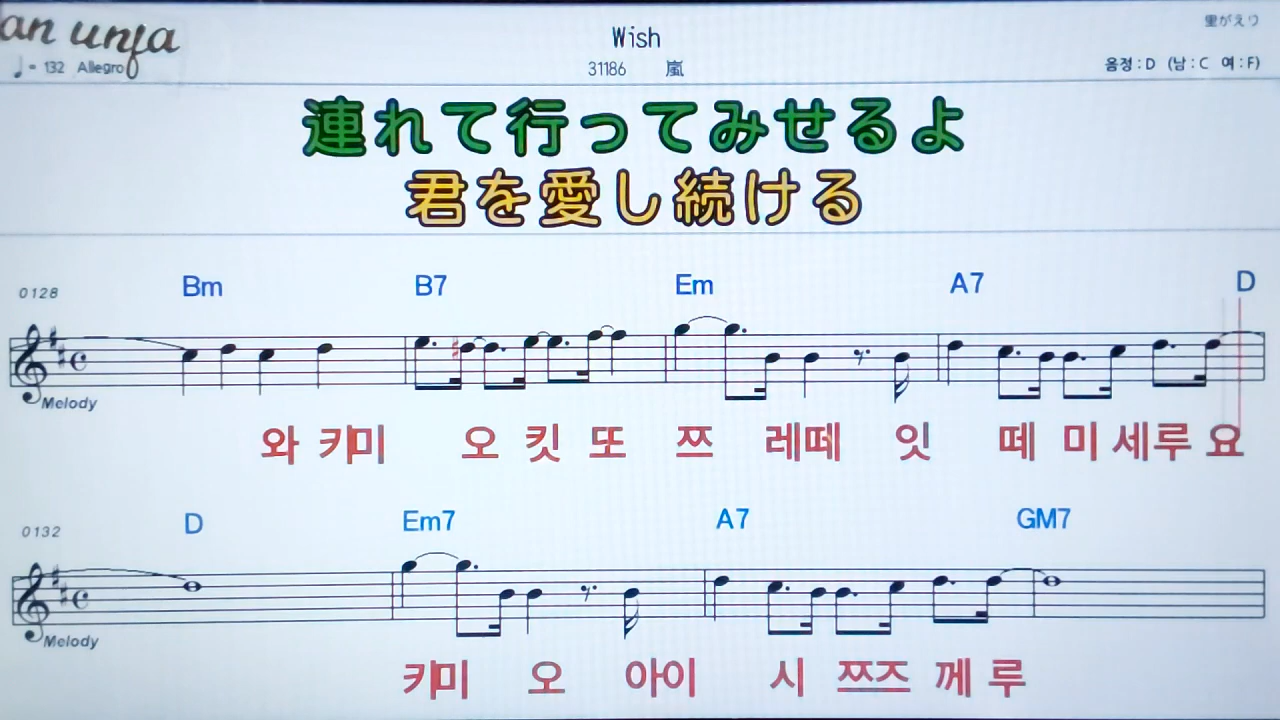 Wish
里がえり
♩= 132 Allegro
31186 嵐
음정:D (남:C 여:F)
連れて行ってみせるよ
君を愛し続ける
0128 Bm B7 Em A7 D
Melody
와 키미 오 킷 또 쯔 레떼 잇 떼 미 세루 요
0132 D Em7 A7 GM7
Melody
키미 오 아이 시 쯔즈 께 루